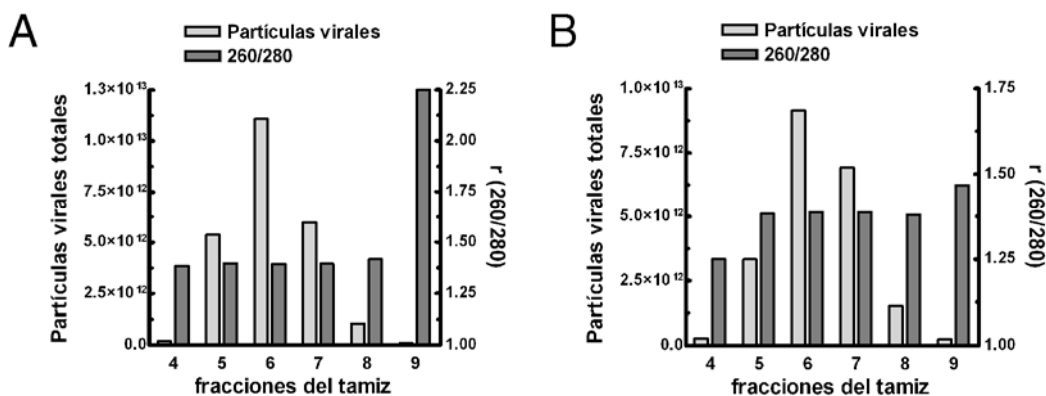 A
Partículas virales
260/280
Partículas virales totales
1.3×10 13
1.0×10 13
7.5×10 12
5.0×10 12
2.5×10 12
0.0
2.25
2.00
1.75
1.50
1.25
1.00
r (260/280)
4 5 6 7 8 9
fracciones del tamiz
B
Partículas virales
260/280
Partículas virales totales
1.0×10 13
7.5×10 12
5.0×10 12
2.5×10 12
0.0
1.75
1.50
1.25
1.00
r (260/280)
4 5 6 7 8 9
fracciones del tamiz